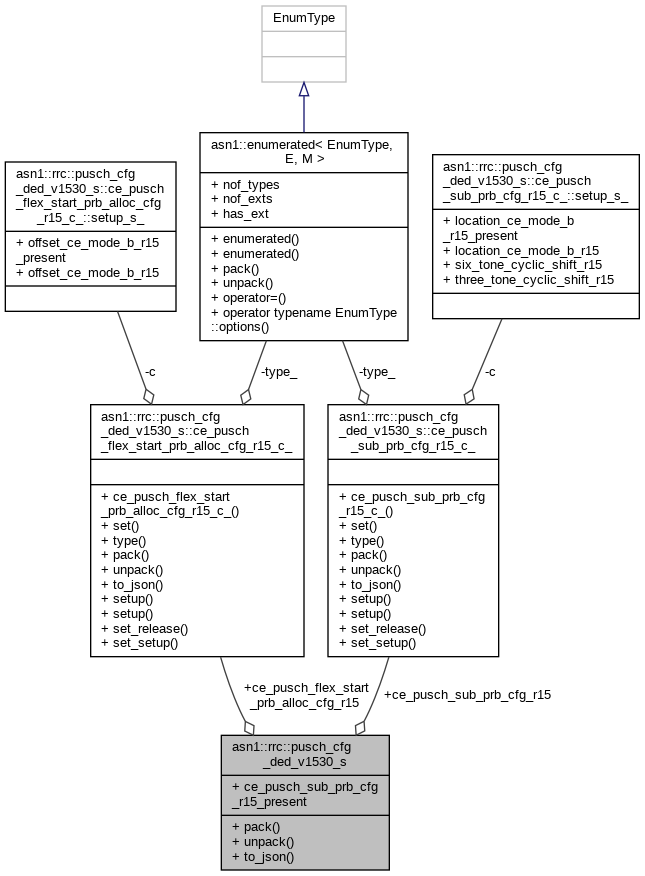 EnumType
asn1::enumerated< EnumType,
E, M >
+ nof_types
+ nof_exts
+ has_ext
+ enumerated()
+ enumerated()
+ pack()
+ unpack()
+ operator=()
+ operator typename EnumType
::options()
asn1::rrc::pusch_cfg
_ded_v1530_s::ce_pusch
_flex_start_prb_alloc_cfg
_r15_c_::setup_s_
+ offset_ce_mode_b_r15
_present
+ offset_ce_mode_b_r15
asn1::rrc::pusch_cfg
_ded_v1530_s::ce_pusch
_sub_prb_cfg_r15_c_::setup_s_
+ location_ce_mode_b
_r15_present
+ location_ce_mode_b_r15
+ six_tone_cyclic_shift_r15
+ three_tone_cyclic_shift_r15
-c
-type_
-type_
-c
asn1::rrc::pusch_cfg
_ded_v1530_s::ce_pusch
_flex_start_prb_alloc_cfg_r15_c_
+ ce_pusch_flex_start
_prb_alloc_cfg_r15_c_()
+ set()
+ type()
+ pack()
+ unpack()
+ to_json()
+ setup()
+ setup()
+ set_release()
+ set_setup()
asn1::rrc::pusch_cfg
_ded_v1530_s::ce_pusch
_sub_prb_cfg_r15_c_
+ ce_pusch_sub_prb_cfg
_r15_c_()
+ set()
+ type()
+ pack()
+ unpack()
+ to_json()
+ setup()
+ setup()
+ set_release()
+ set_setup()
+ce_pusch_flex_start
_prb_alloc_cfg_r15
+ce_pusch_sub_prb_cfg_r15
asn1::rrc::pusch_cfg
_ded_v1530_s
+ ce_pusch_sub_prb_cfg
_r15_present
+ pack()
+ unpack()
+ to_json()